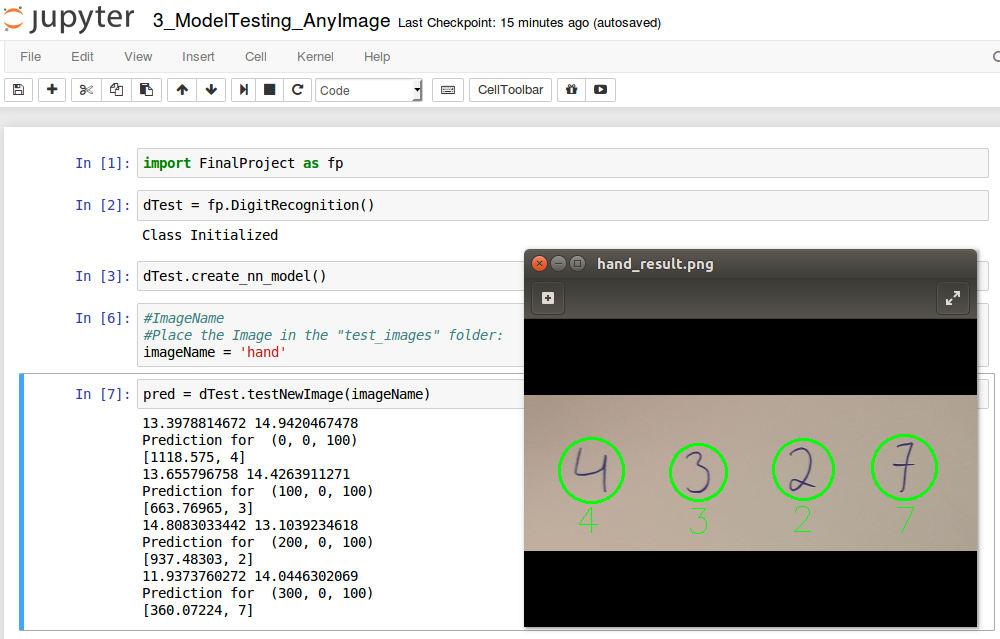 jupyter 3_ModelTesting_AnyImage Last Checkpoint: 15 minutes ago (autosaved)
File Edit View Insert Cell Kernel Help
Code CellToolbar
In [1]: import FinalProject as fp
In [2]: dTest = fp.DigitRecognition()
Class Initialized
In [3]: dTest.create_nn_model()
In [6]: #ImageName
#Place the Image in the "test_images" folder:
imageName = 'hand'
In [7]: pred = dTest.testNewImage(imageName)
13.3978814672 14.9420467478
Prediction for (0, 0, 100)
[1118.575, 4]
13.655796758 14.4263911271
Prediction for (100, 0, 100)
[663.76965, 3]
14.8083033442 13.1039234618
Prediction for (200, 0, 100)
[937.48303, 2]
11.9373760272 14.0446302069
Prediction for (300, 0, 100)
[360.07224, 7]
hand_result.png
4 3 2 7
4 3 2 7